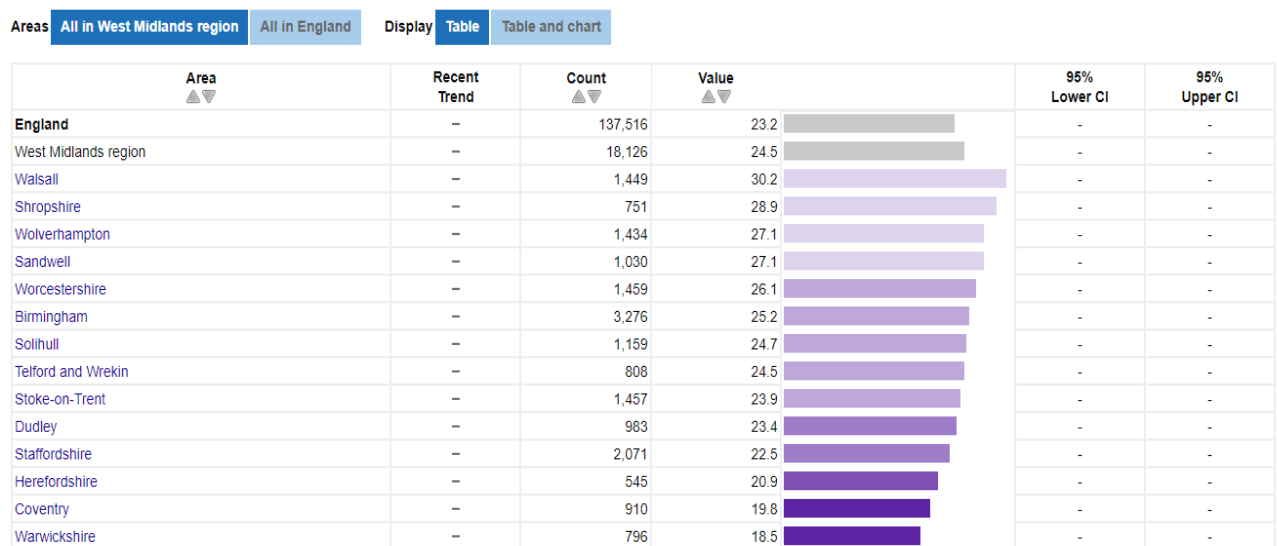 Areas All in West Midlands region All in England Display Table Table and chart
Area Recent Trend Count Value 95% Lower CI 95% Upper CI
England – 137,516 23.2 - -
West Midlands region – 18,126 24.5 - -
Walsall – 1,449 30.2 - -
Shropshire – 751 28.9 - -
Wolverhampton – 1,434 27.1 - -
Sandwell – 1,030 27.1 - -
Worcestershire – 1,459 26.1 - -
Birmingham – 3,276 25.2 - -
Solihull – 1,159 24.7 - -
Telford and Wrekin – 808 24.5 - -
Stoke-on-Trent – 1,457 23.9 - -
Dudley – 983 23.4 - -
Staffordshire – 2,071 22.5 - -
Herefordshire – 545 20.9 - -
Coventry – 910 19.8 - -
Warwickshire – 796 18.5 - -